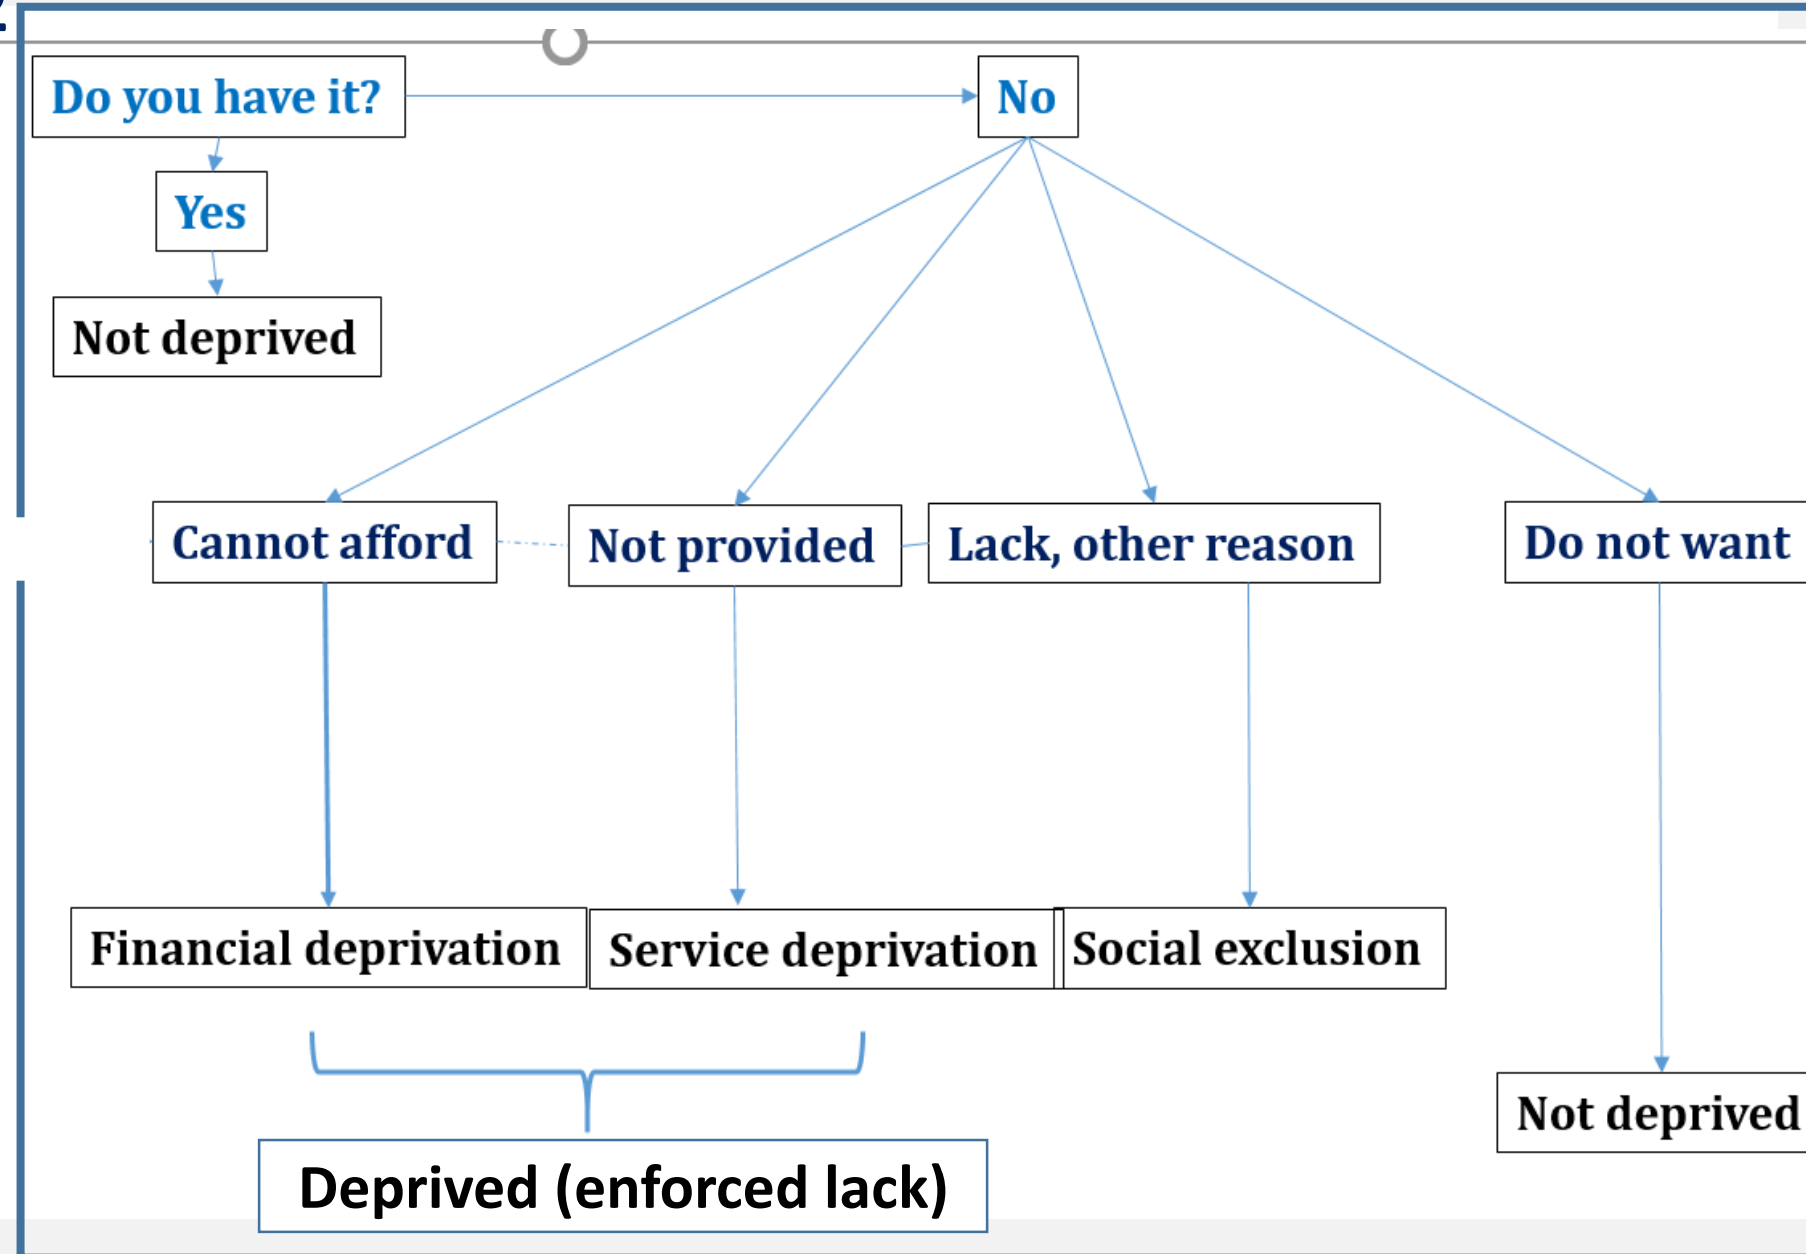 Do you have it?
No
Yes
Not deprived
Cannot afford
Not provided
Lack, other reason
Do not want
Financial deprivation
Service deprivation
Social exclusion
Not deprived
Deprived (enforced lack)